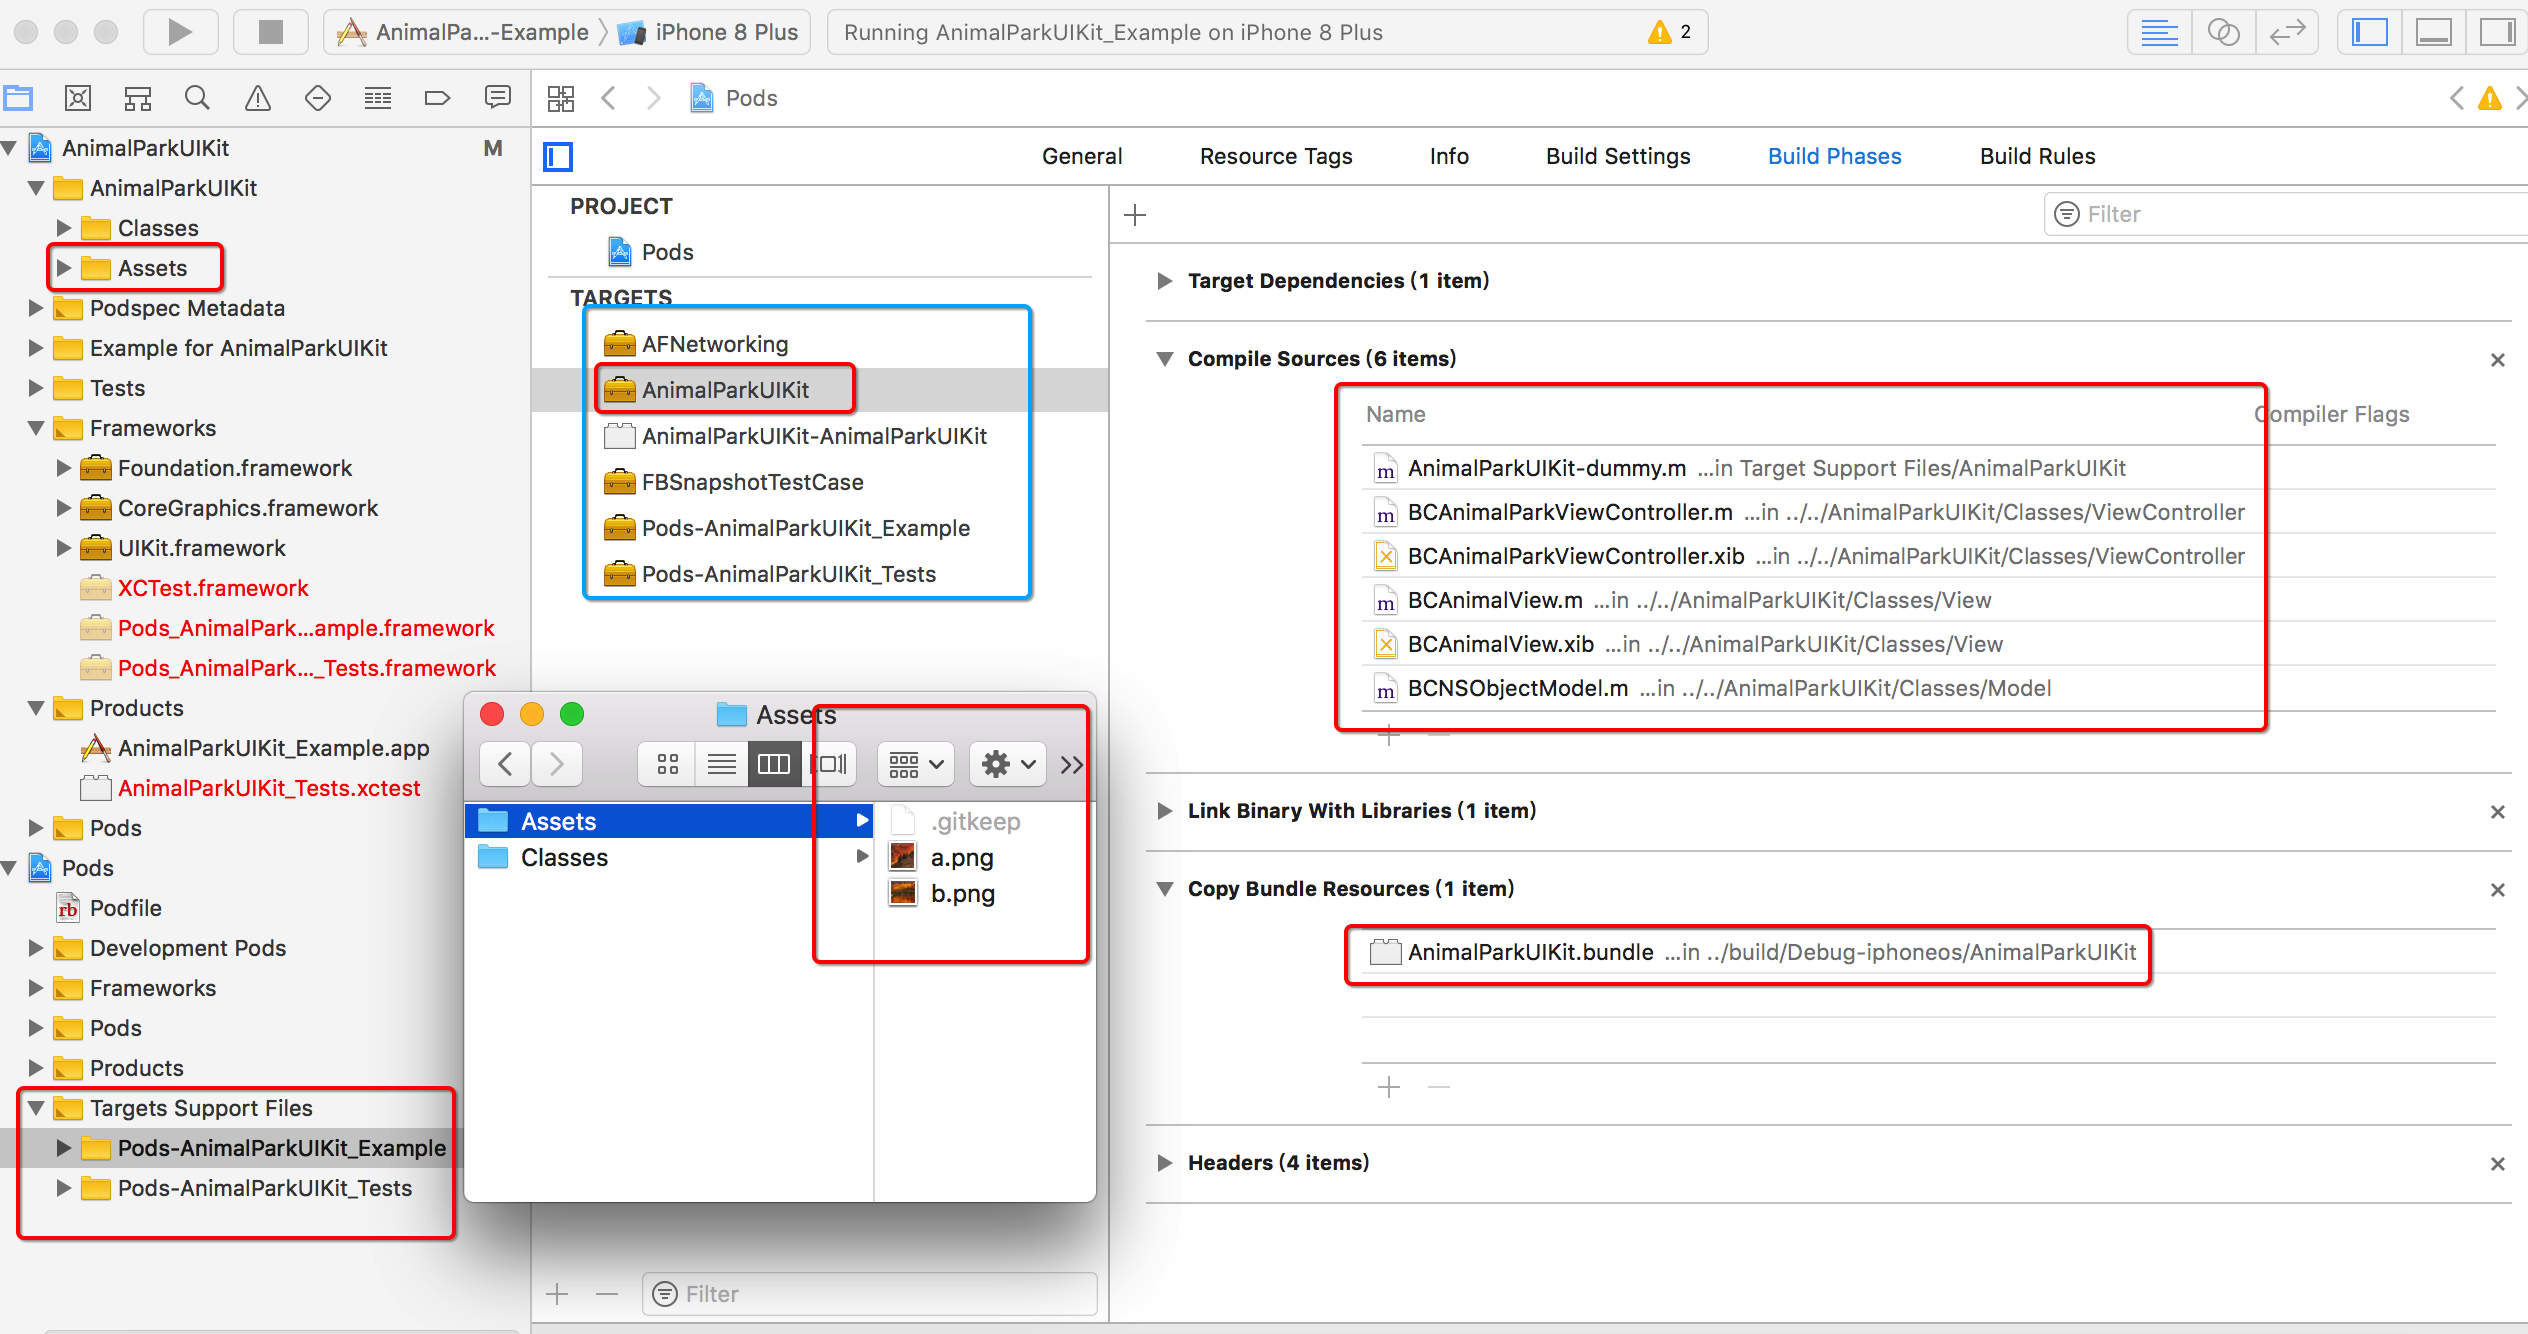 AnimalPa...-Example
iPhone 8 Plus
Running AnimalParkUIKit_Example on iPhone 8 Plus
2
Pods
AnimalParkUIKit
M
AnimalParkUIKit
Classes
Assets
Podspec Metadata
Example for AnimalParkUIKit
Tests
Frameworks
Foundation.framework
CoreGraphics.framework
UIKit.framework
XCTest.framework
Pods_AnimalPark...ample.framework
Pods_AnimalPark..._Tests.framework
Products
AnimalParkUIKit_Example.app
AnimalParkUIKit_Tests.xctest
Pods
Pods
rb
Podfile
Development Pods
Frameworks
Pods
Products
Targets Support Files
Pods-AnimalParkUIKit_Example
Pods-AnimalParkUIKit_Tests
General
Resource Tags
Info
Build Settings
Build Phases
Build Rules
PROJECT
Pods
TARGETS
AFNetworking
AnimalParkUIKit
AnimalParkUIKit-AnimalParkUIKit
FBSnapshotTestCase
Pods-AnimalParkUIKit_Example
Pods-AnimalParkUIKit_Tests
Filter
Assets
Assets
Classes
.gitkeep
a.png
b.png
Filter
Target Dependencies (1 item)
Compile Sources (6 items)
Name
Compiler Flags
m AnimalParkUIKit-dummy.m ...in Target Support Files/AnimalParkUIKit
m BCAnimalParkViewController.m ...in ../../AnimalParkUIKit/Classes/ViewController
BCAnimalParkViewController.xib ...in ../../AnimalParkUIKit/Classes/ViewController
m BCAnimalView.m ...in ../../AnimalParkUIKit/Classes/View
BCAnimalView.xib ...in ../../AnimalParkUIKit/Classes/View
m BCNSObjectModel.m ...in ../../AnimalParkUIKit/Classes/Model
Link Binary With Libraries (1 item)
Copy Bundle Resources (1 item)
AnimalParkUIKit.bundle ...in ../build/Debug-iphoneos/AnimalParkUIKit
Headers (4 items)